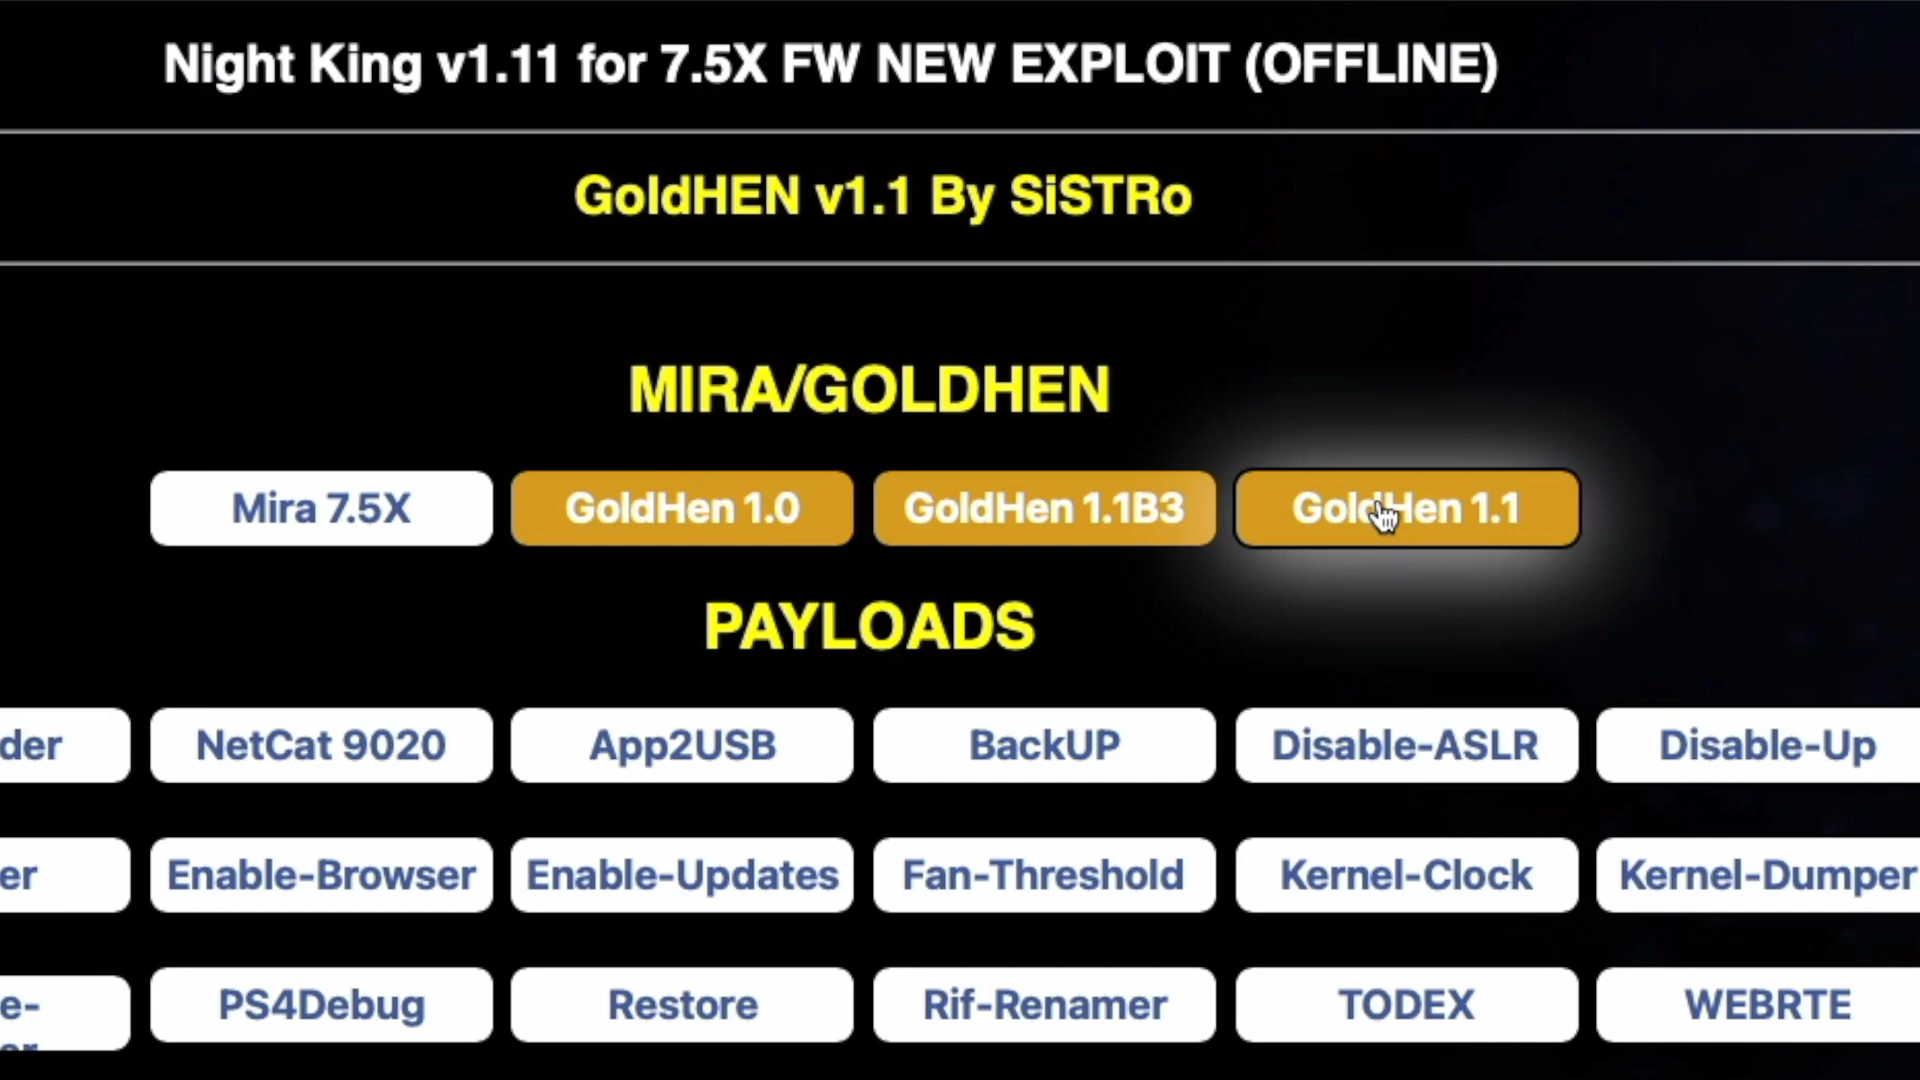 Night King v1.11 for 7.5X FW NEW EXPLOIT (OFFLINE)
GoldHEN v1.1 By SiSTRo
MIRA/GOLDHEN
Mira 7.5X GoldHen 1.0 GoldHen 1.1B3 GoldHen 1.1
PAYLOADS
der NetCat 9020 App2USB BackUP Disable-ASLR Disable-Up
er Enable-Browser Enable-Updates Fan-Threshold Kernel-Clock Kernel-Dumper
e- PS4Debug Restore Rif-Renamer TODEX WEBRTE